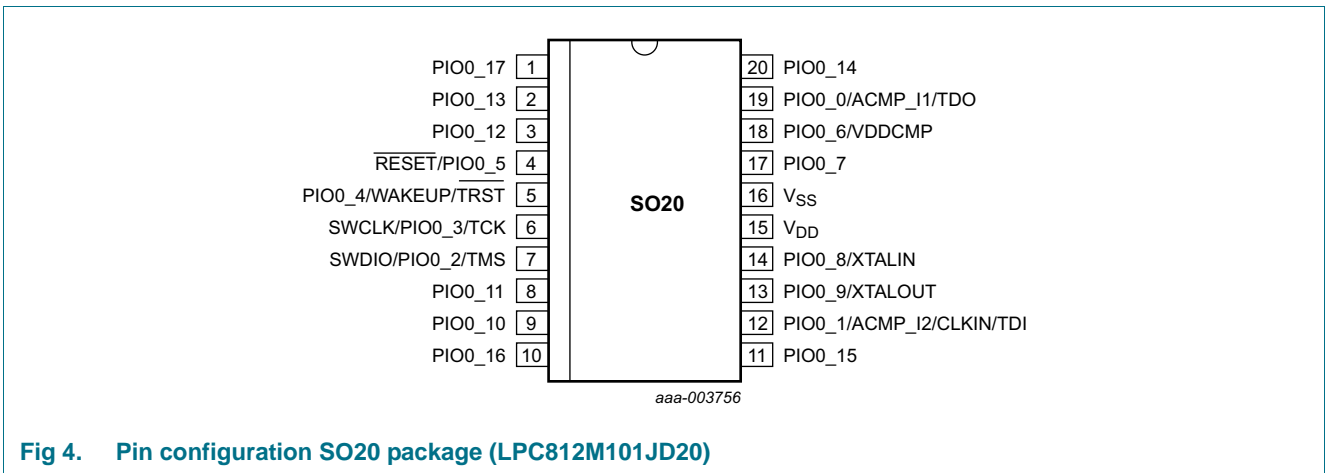 PIO0_17 1
PIO0_13 2
PIO0_12 3
RESET/PIO0_5 4
PIO0_4/WAKEUP/TRST 5
SWCLK/PIO0_3/TCK 6
SWDIO/PIO0_2/TMS 7
PIO0_11 8
PIO0_10 9
PIO0_16 10
SO20
20 PIO0_14
19 PIO0_0/ACMP_I1/TDO
18 PIO0_6/VDDCMP
17 PIO0_7
16 VSS
15 VDD
14 PIO0_8/XTALIN
13 PIO0_9/XTALOUT
12 PIO0_1/ACMP_I2/CLKIN/TDI
11 PIO0_15
aaa-003756
Fig 4. Pin configuration SO20 package (LPC812M101JD20)